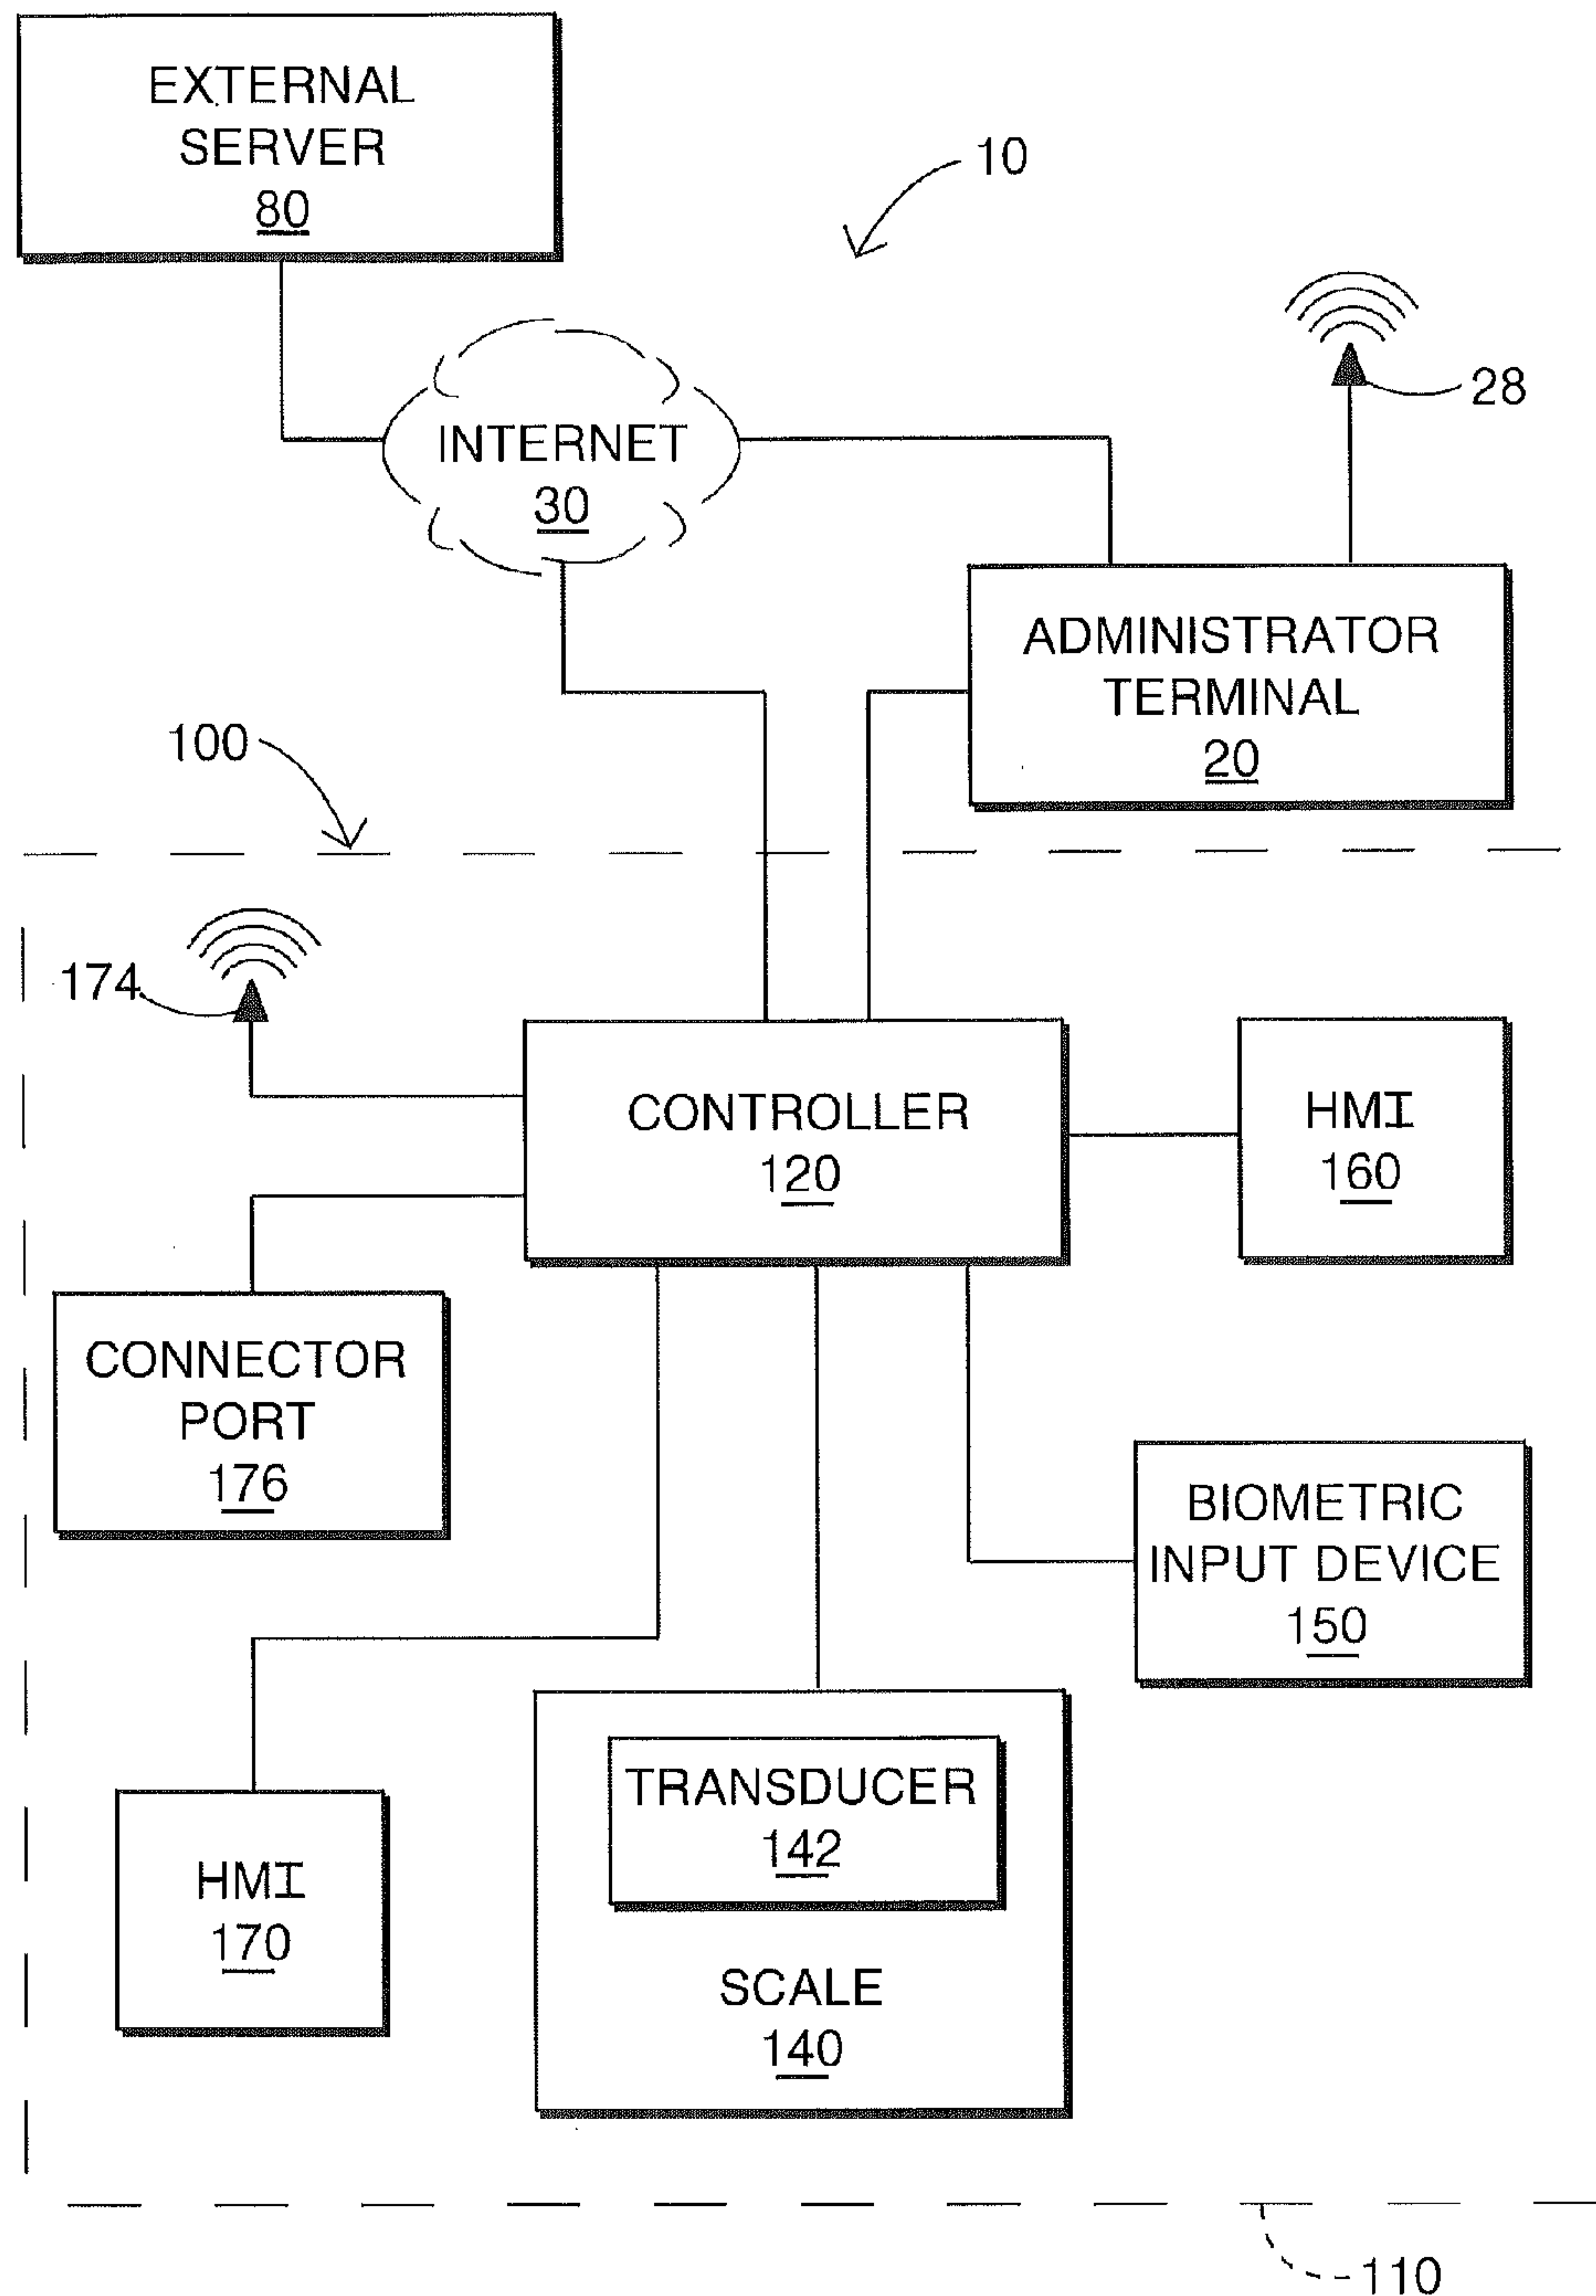 EXTERNAL
SERVER
80
10
28
INTERNET
30
ADMINISTRATOR
TERMINAL
20
100
174
CONTROLLER
120
HMI
160
CONNECTOR
PORT
176
BIOMETRIC
INPUT DEVICE
150
TRANSDUCER
142
HMI
170
SCALE
140
110